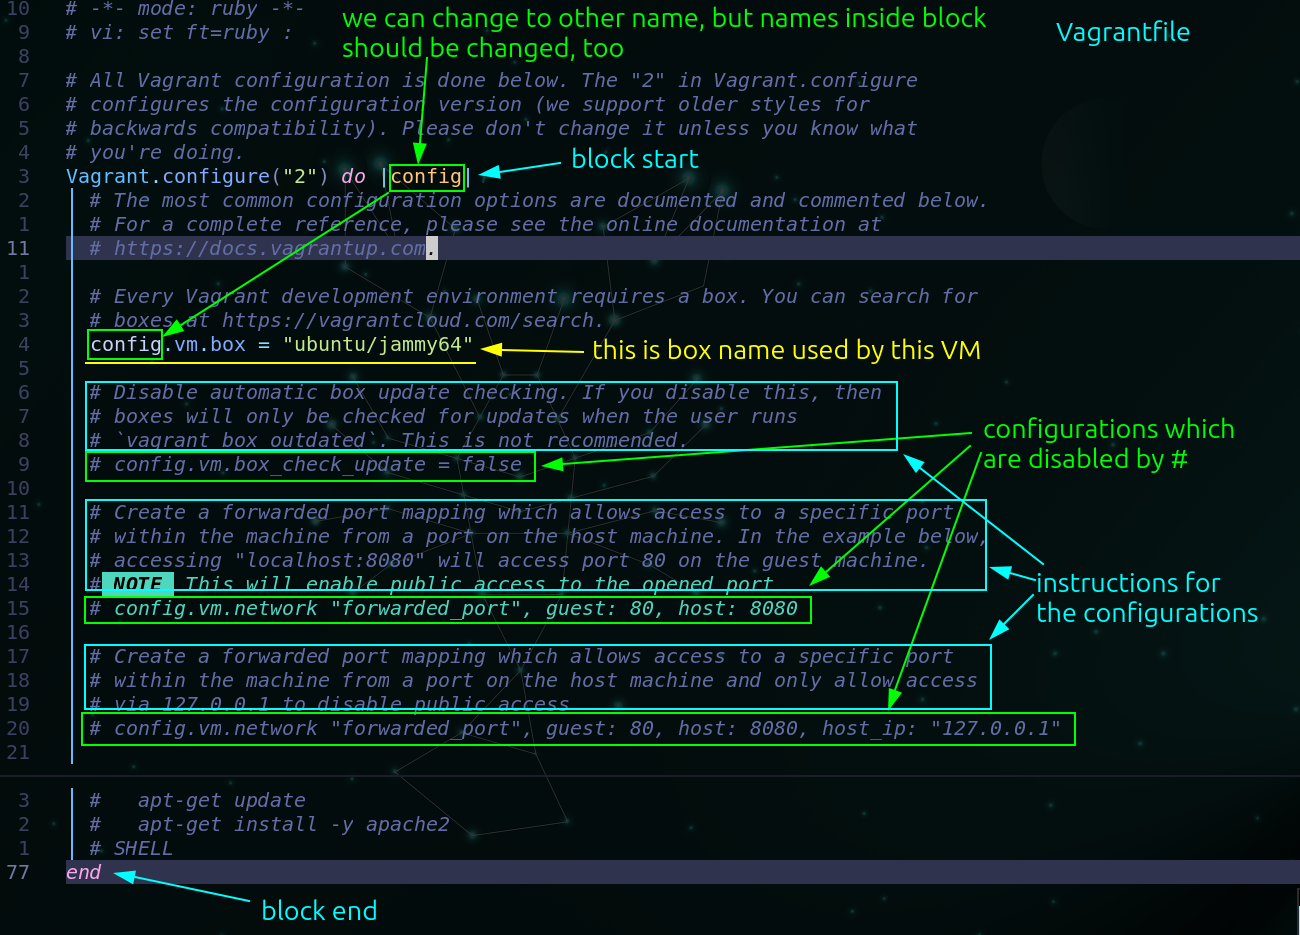 10 # -*- mode: ruby -*-
we can change to other name, but names inside block
Vagrantfile
9 # vi: set ft=ruby :
should be changed, too
8
7 # All Vagrant configuration is done below. The "2" in Vagrant.configure
6 # configures the configuration version (we support older styles for
5 # backwards compatibility). Please don't change it unless you know what
4 # you're doing.
block start
3 Vagrant.configure("2") do |config|
2 # The most common configuration options are documented and commented below.
1 # For a complete reference, please see the online documentation at
11 # https://docs.vagrantup.com.
1
2 # Every Vagrant development environment requires a box. You can search for
3 # boxes at https://vagrantcloud.com/search.
4 config.vm.box = "ubuntu/jammy64"
this is box name used by this VM
5
6 # Disable automatic box update checking. If you disable this, then
7 # boxes will only be checked for updates when the user runs
8 # `vagrant box outdated`. This is not recommended.
configurations which
are disabled by #
9 # config.vm.box_check_update = false
10
11 # Create a forwarded port mapping which allows access to a specific port
12 # within the machine from a port on the host machine. In the example below,
13 # accessing "localhost:8080" will access port 80 on the guest machine.
14 # NOTE This will enable public access to the opened port
instructions for
the configurations
15 # config.vm.network "forwarded_port", guest: 80, host: 8080
16
17 # Create a forwarded port mapping which allows access to a specific port
18 # within the machine from a port on the host machine and only allow access
19 # via 127.0.0.1 to disable public access
20 # config.vm.network "forwarded_port", guest: 80, host: 8080, host_ip: "127.0.0.1"
21
3 # apt-get update
2 # apt-get install -y apache2
1 # SHELL
77 end
block end